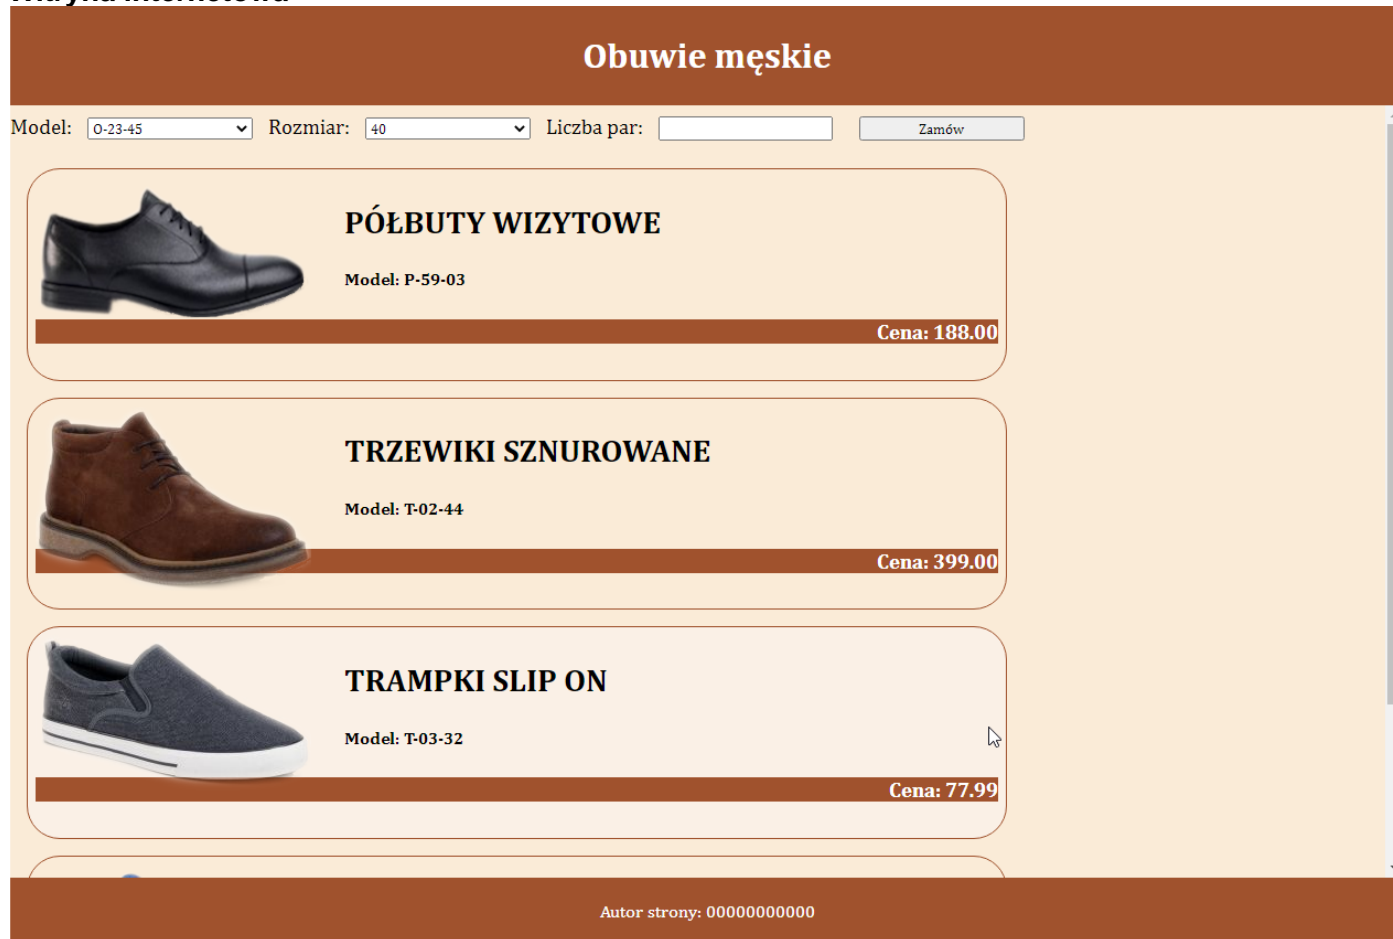 Witryna internetowa
Obuwie męskie
Model: O-23-45 Rozmiar: 40 Liczba par: Zamów
PÓŁBUTY WIZYTOWE
Model: P-59-03
Cena: 188.00
TRZEWIKI SZNUROWANE
Model: T-02-44
Cena: 399.00
TRAMPKI SLIP ON
Model: T-03-32
Cena: 77.99
Autor strony: 00000000000